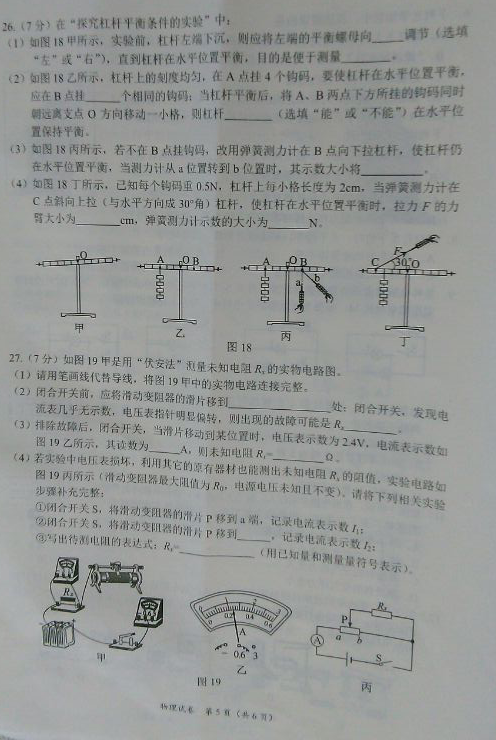 26.(7分)在“探究杠杆平衡条件的实验”中:
(1)如图18甲所示,实验前,杠杆左端下沉,则应将左端的平衡螺母向____调节(选填
“左”或“右”),直到杠杆在水平位置平衡,目的是便于测量________。
(2)如图18乙所示,杠杆上的刻度均匀,在A点挂4个钩码,要使杠杆在水平位置平衡,
应在B点挂____个相同的钩码;当杠杆平衡后,将A、B两点下方所挂的钩码同时
朝远离支点O方向移动一小格,则杠杆____(选填“能”或“不能”)在水平位
置保持平衡。
(3)如图18丙所示,若不在B点挂钩码,改用弹簧测力计在B点向下拉杠杆,使杠杆仍
在水平位置平衡,当测力计从a位置转到b位置时,其示数大小将________。
(4)如图18丁所示,已知每个钩码重0.5N,杠杆上每小格长度为2cm,当弹簧测力计在
C点斜向上拉(与水平方向成30°角)杠杆,使杠杆在水平位置平衡时,拉力F的力
臂大小为____cm,弹簧测力计示数的大小为____N。
O
A O B
A O B
a b
C F 30° O
甲
乙
丙
丁
图18
27.(7分)如图19甲是用“伏安法”测量未知电阻Rx的实物电路图。
(1)请用笔画线代替导线,将图19甲中的实物电路连接完整。
(2)闭合开关前,应将滑动变阻器的滑片移到________处;闭合开关,发现电
流表几乎无示数,电压表指针明显偏转,则出现的故障可能是Rx________。
(3)排除故障后,闭合开关,当滑片移动到某位置时,电压表示数为2.4V,电流表示数如
图19乙所示,其读数为____A,则未知电阻Rx=____Ω。
(4)若实验中电压表损坏,利用其它的原有器材也能测出未知电阻Rx的阻值,实验电路如
图19丙所示(滑动变阻器最大阻值为R0,电源电压未知且不变)。请将下列相关实验
步骤补充完整:
①闭合开关S,将滑动变阻器的滑片P移到a端,记录电流表示数I1;
②闭合开关S,将滑动变阻器的滑片P移到____,记录电流表示数I2;
③写出待测电阻的表达式:Rx=________(用已知量和测量量符号表示)。
Rx
甲
0 1 2 3
0 0.2 0.4 0.6
A
- 0.6 3
乙
Rx
P
A a b
S
丙
图19
物理试卷 第5页(共6页)